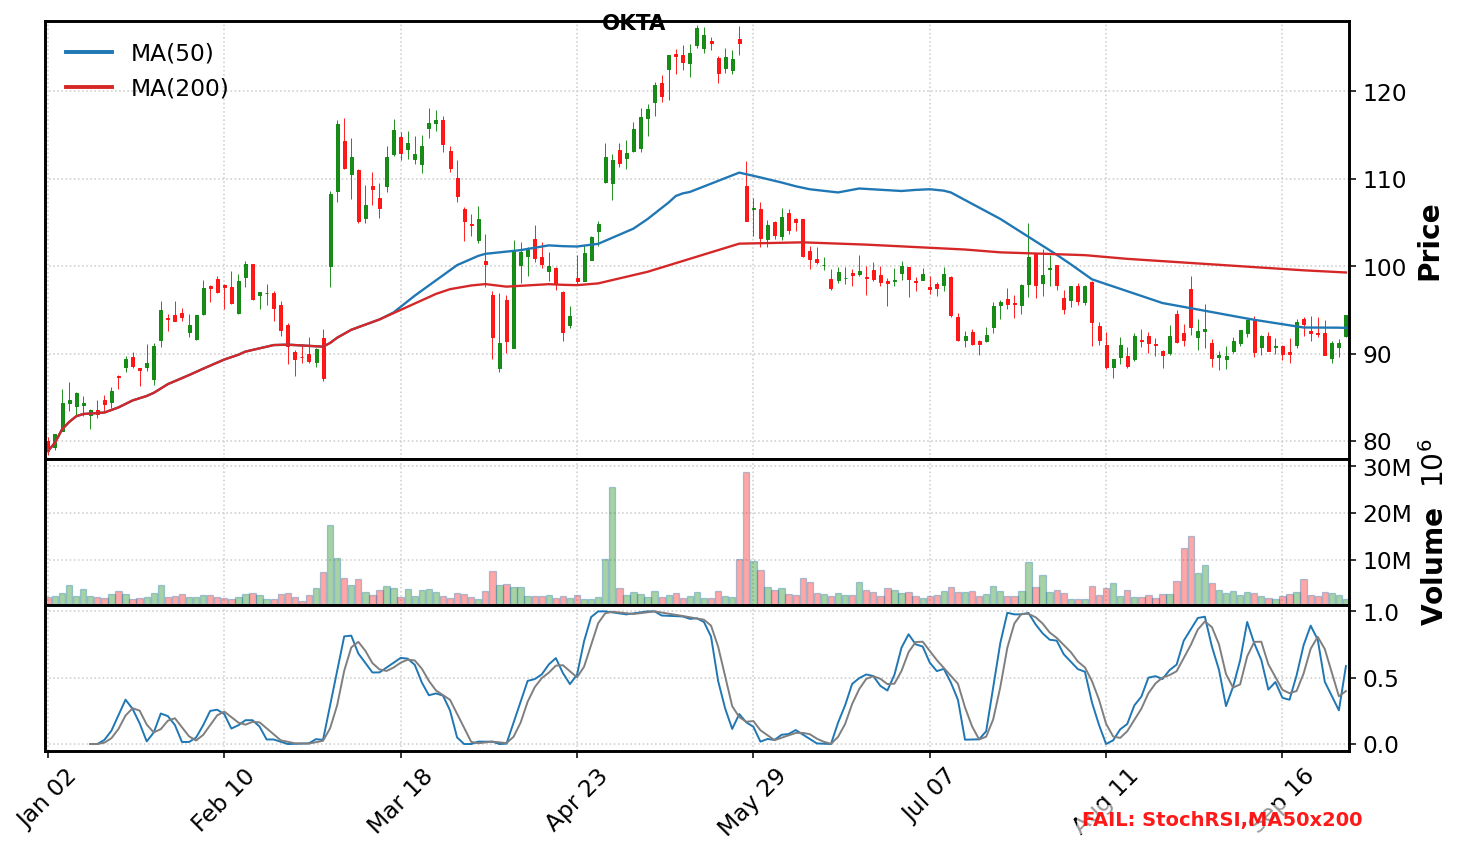 OKTA
MA(50)
MA(200)
120
110
100
90
80
Price
30M
20M
10M
Volume 10^6
1.0
0.5
0.0
Jan 02
Feb 10
Mar 18
Apr 23
May 29
Jul 07
Aug 11
Sep 16
FAIL: StochRSI,MA50x200